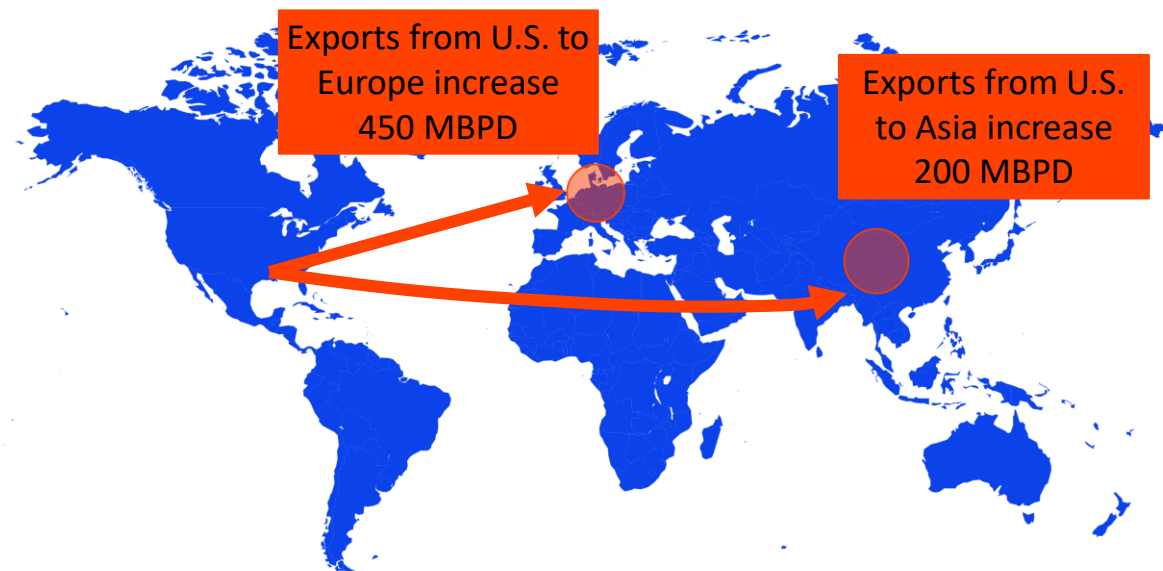 Exports from U.S. to
Europe increase
450 MBPD
Exports from U.S.
to Asia increase
200 MBPD